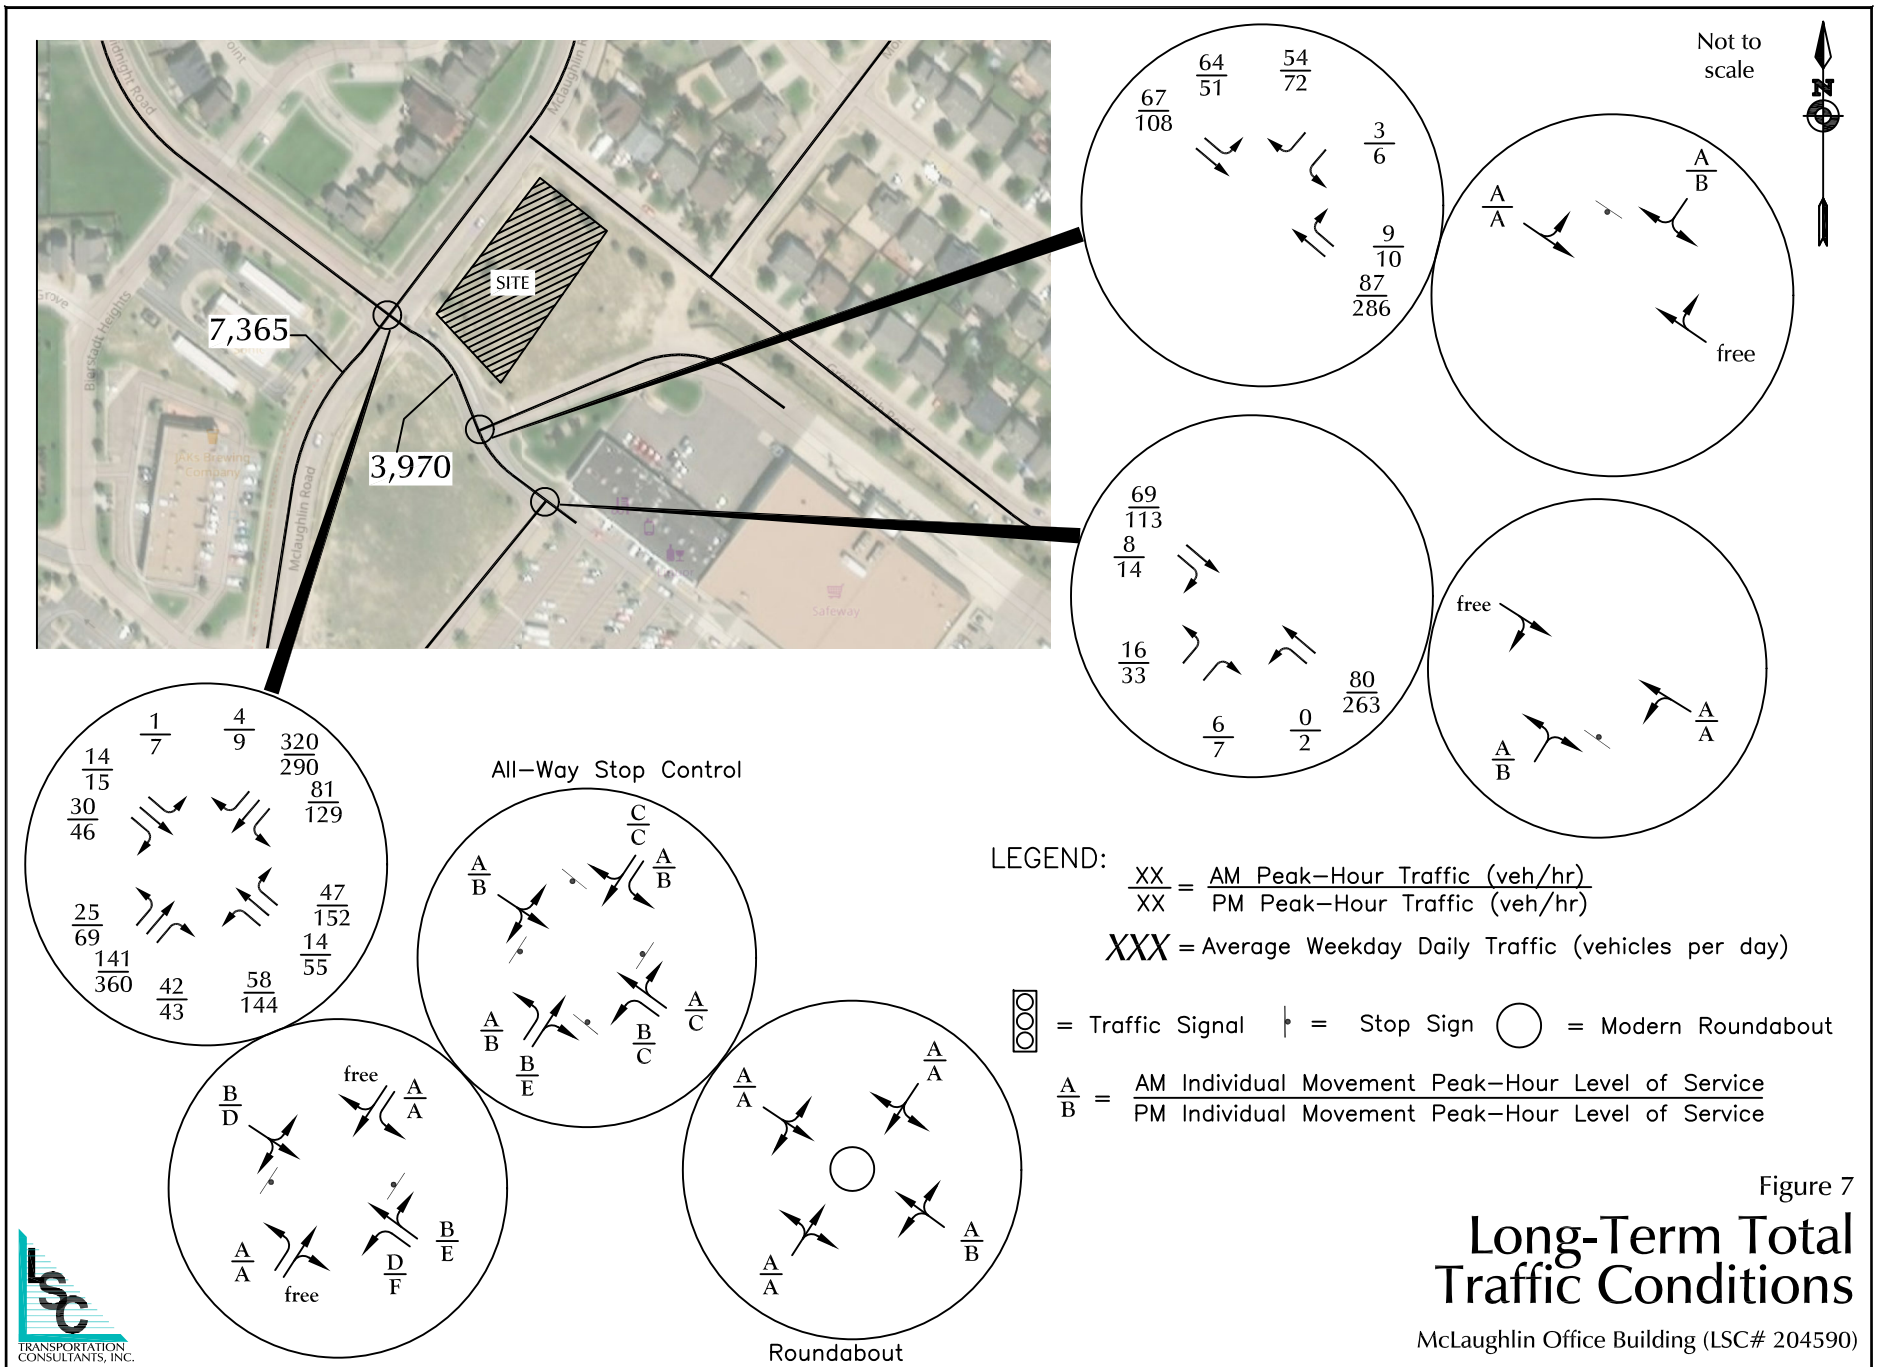 Not to
scale
N
Midnight Road
Mclaughlin R
Grove
Bierstadt Heights
Mclaughlin Road
JAKs Brewing
Company
Safeway
SITE
7,365
3,970
67
108
64
51
54
72
3
6
9
10
87
286
A
A
A
B
free
69
113
8
14
16
33
6
7
0
2
80
263
free
A
A
A
B
1
7
4
9
14
15
320
290
30
46
81
129
25
69
47
152
141
360
14
55
42
43
58
144
All-Way Stop Control
C
C
A
B
A
B
A
B
A
C
B
C
B
E
free
B
D
A
A
A
A
B
E
D
F
free
A
A
A
A
A
B
A
A
Roundabout
LEGEND:
XX = AM Peak-Hour Traffic (veh/hr)
XX PM Peak-Hour Traffic (veh/hr)
XXX = Average Weekday Daily Traffic (vehicles per day)
= Traffic Signal = Stop Sign = Modern Roundabout
A = AM Individual Movement Peak-Hour Level of Service
B PM Individual Movement Peak-Hour Level of Service
Figure 7
Long-Term Total
Traffic Conditions
McLaughlin Office Building (LSC# 204590)
LSC
TRANSPORTATION
CONSULTANTS, INC.